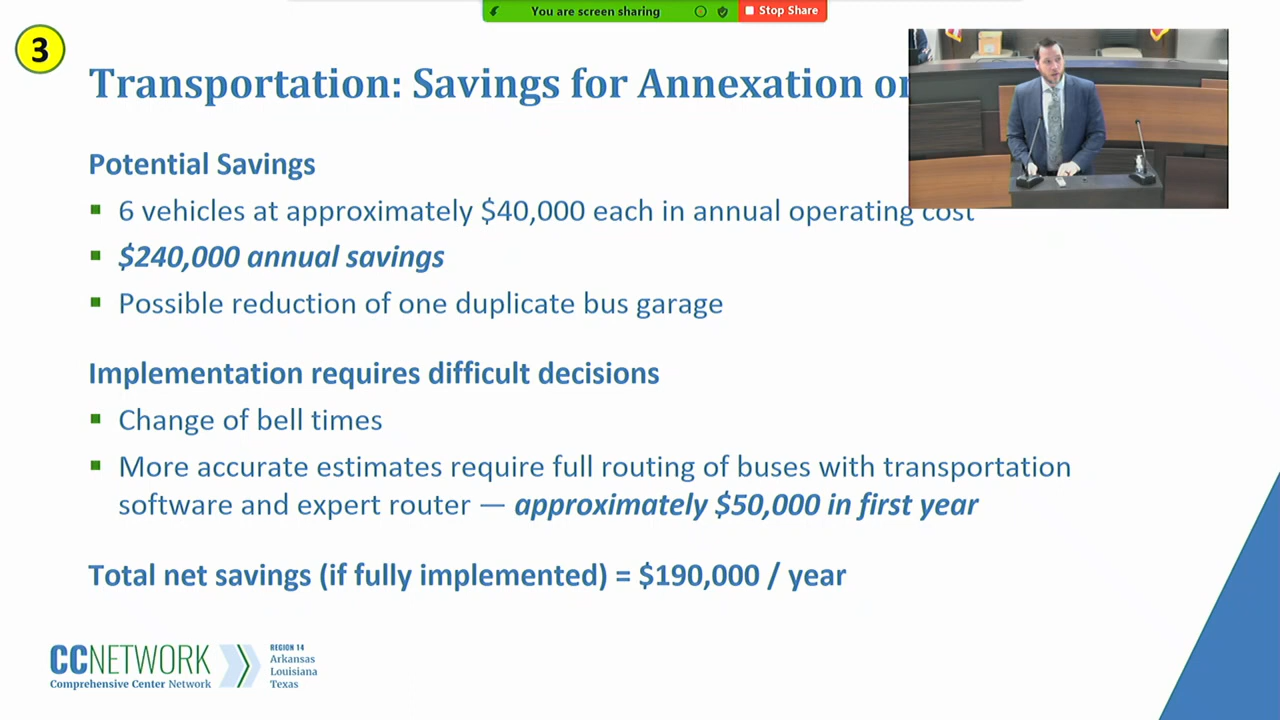 You are screen sharing
Stop Share
3
Transportation: Savings for Annexation or
Potential Savings
6 vehicles at approximately $40,000 each in annual operating cost
$240,000 annual savings
Possible reduction of one duplicate bus garage
Implementation requires difficult decisions
Change of bell times
More accurate estimates require full routing of buses with transportation
software and expert router — approximately $50,000 in first year
Total net savings (if fully implemented) = $190,000 / year
CCNETWORK
Comprehensive Center Network
REGION 14
Arkansas
Louisiana
Texas